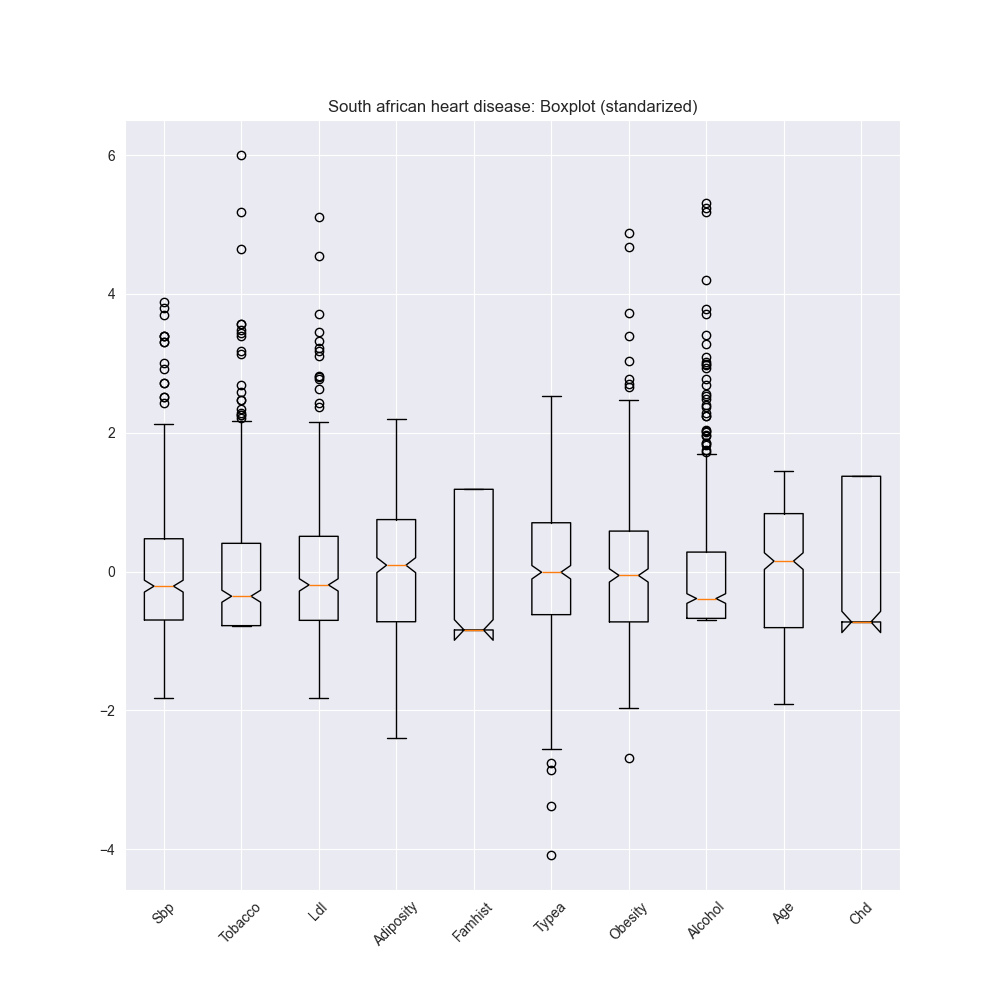 South african heart disease: Boxplot (standarized)
6
4
2
0
−2
−4
Sbp
Tobacco
Ldl
Adiposity
Famhist
Typea
Obesity
Alcohol
Age
Chd